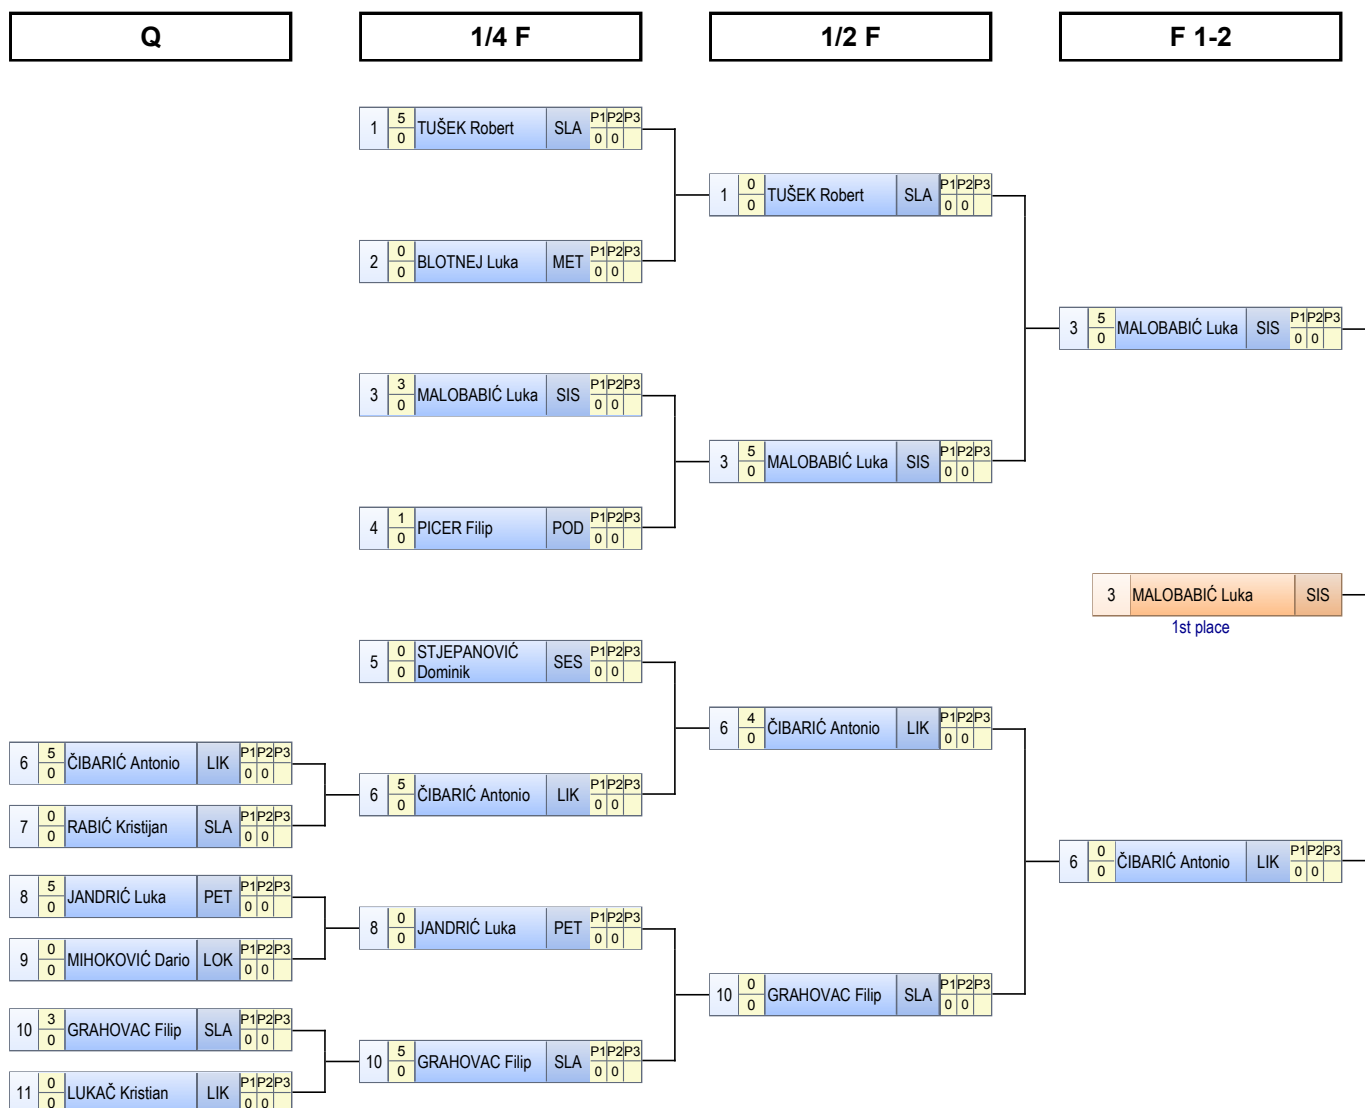 Q 1/4 F 1/2 F F 1-2
1 5 0 TUŠEK Robert SLA P1 P2 P3 0 0
1 0 0 TUŠEK Robert SLA P1 P2 P3 0 0
2 0 0 BLOTNEJ Luka MET P1 P2 P3 0 0
3 5 0 MALOBABIĆ Luka SIS P1 P2 P3 0 0
3 3 0 MALOBABIĆ Luka SIS P1 P2 P3 0 0
3 5 0 MALOBABIĆ Luka SIS P1 P2 P3 0 0
4 1 0 PICER Filip POD P1 P2 P3 0 0
3 MALOBABIĆ Luka SIS
1st place
5 0 0 STJEPANOVIĆ
Dominik SES P1 P2 P3 0 0
6 4 0 ČIBARIĆ Antonio LIK P1 P2 P3 0 0
6 5 0 ČIBARIĆ Antonio LIK P1 P2 P3 0 0
6 5 0 ČIBARIĆ Antonio LIK P1 P2 P3 0 0
7 0 0 RABIĆ Kristijan SLA P1 P2 P3 0 0
6 0 0 ČIBARIĆ Antonio LIK P1 P2 P3 0 0
8 5 0 JANDRIĆ Luka PET P1 P2 P3 0 0
8 0 0 JANDRIĆ Luka PET P1 P2 P3 0 0
9 0 0 MIHOKOVIĆ Dario LOK P1 P2 P3 0 0
10 0 0 GRAHOVAC Filip SLA P1 P2 P3 0 0
10 3 0 GRAHOVAC Filip SLA P1 P2 P3 0 0
10 5 0 GRAHOVAC Filip SLA P1 P2 P3 0 0
11 0 0 LUKAČ Kristian LIK P1 P2 P3 0 0